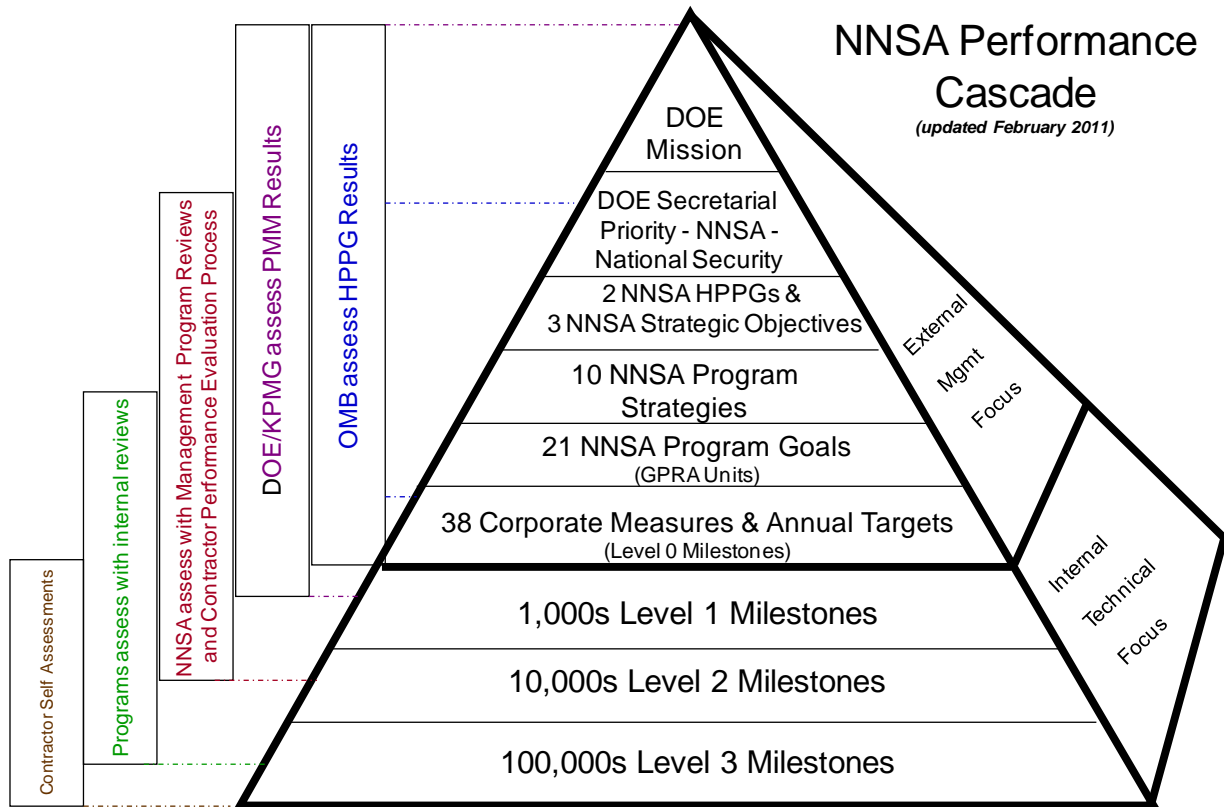 NNSA Performance
Cascade
(updated February 2011)
DOE
Mission
DOE Secretarial
Priority - NNSA -
National Security
2 NNSA HPPGs &
3 NNSA Strategic Objectives
10 NNSA Program
Strategies
21 NNSA Program Goals
(GPRA Units)
38 Corporate Measures & Annual Targets
(Level 0 Milestones)
1,000s Level 1 Milestones
10,000s Level 2 Milestones
100,000s Level 3 Milestones
External
Mgmt
Focus
Internal
Technical
Focus
Contractor Self Assessments
Programs assess with internal reviews
NNSA assess with Management Program Reviews
and Contractor Performance Evaluation Process
DOE/KPMG assess PMM Results
OMB assess HPPG Results